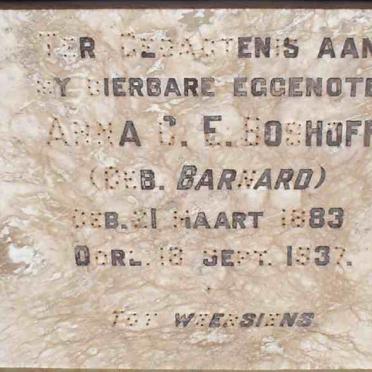 TER GEDAGTENIS AAN
MY DIERBARE EGGENOTE
ANNA C. E. BOSHOFF
(GEB. BARNARD)
GEB. 21 MAART 1883
OORL. 18 SEPT. 1937.
TOT WEERSIENS